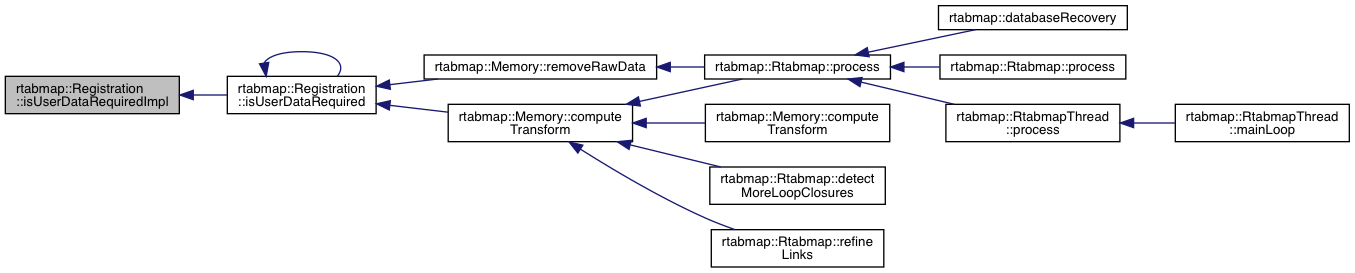 rtabmap::Registration
::isUserDataRequiredImpl
rtabmap::Registration
::isUserDataRequired
rtabmap::Memory::removeRawData
rtabmap::Memory::compute
Transform
rtabmap::Rtabmap::process
rtabmap::Memory::compute
Transform
rtabmap::Rtabmap::detect
MoreLoopClosures
rtabmap::Rtabmap::refine
Links
rtabmap::databaseRecovery
rtabmap::Rtabmap::process
rtabmap::RtabmapThread
::process
rtabmap::RtabmapThread
::mainLoop